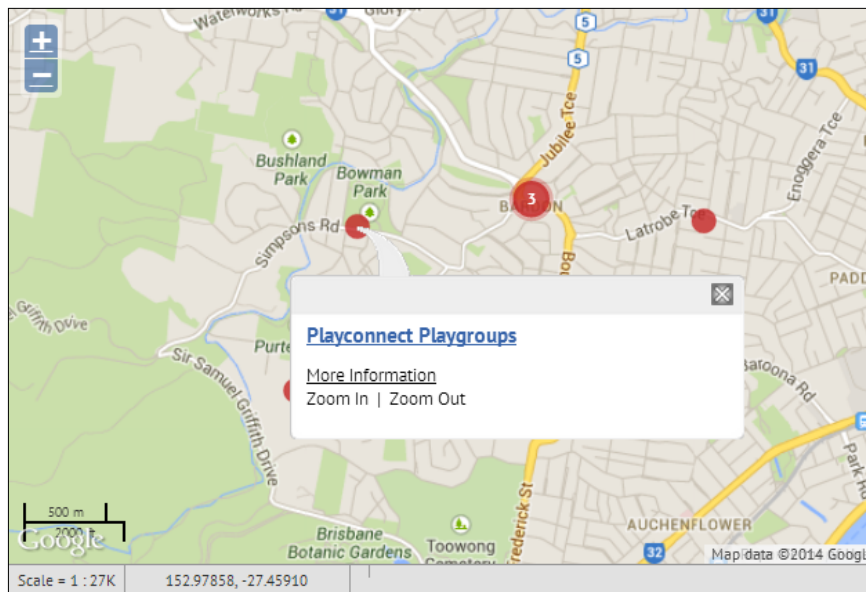 Waterworks Rd
Glory
31
5
+
−
5
31
Jubilee Tce
Enoggera Tce
Bushland
Park
Bowman
Park
3
Latrobe Tce
Simpsons Rd
PADD
Griffith Drive
Playconnect Playgroups
More Information
Zoom In | Zoom Out
Purte
Baroona Rd
Sir Samuel Griffith Drive
Park Rd
Frederick St
500 m
2000 ft
Google
Brisbane
Botanic Gardens
Toowong
Cemetery
AUCHENFLOWER
32
Map data ©2014 Googl
Scale = 1 : 27K
152.97858, -27.45910